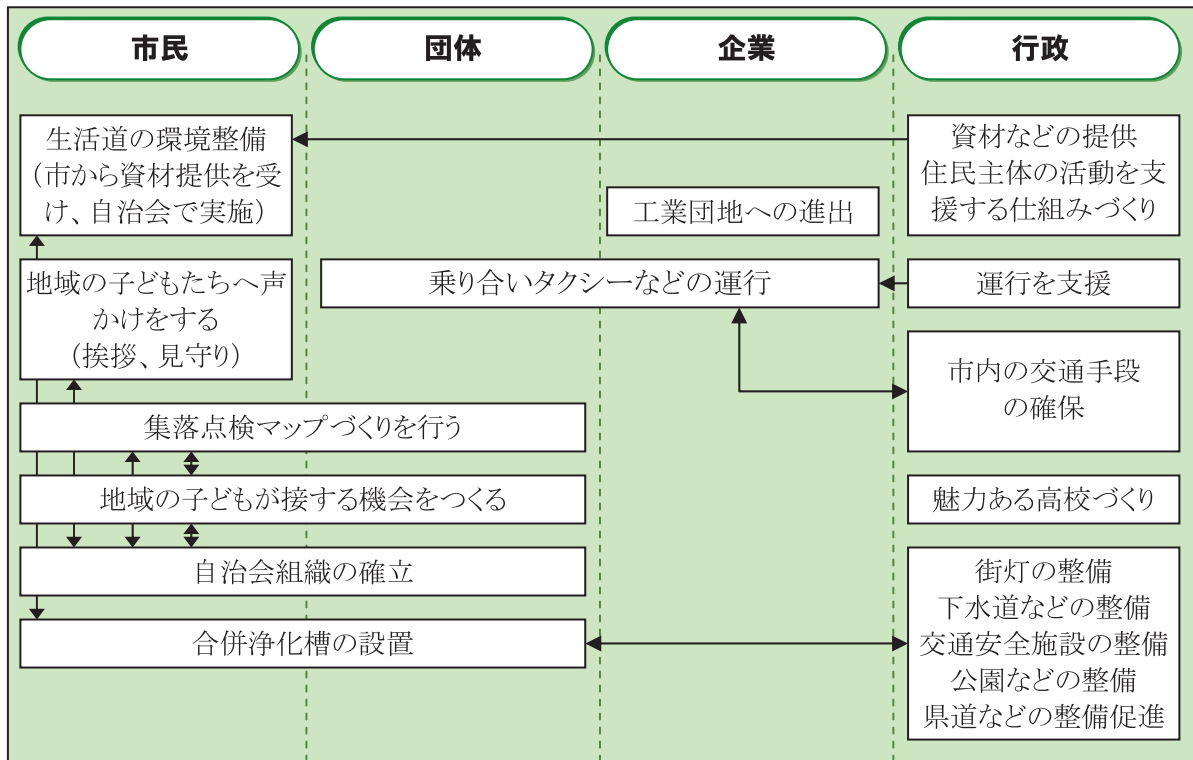 市民
団体
企業
行政
生活道の環境整備
（市から資材提供を受
け、自治会で実施）
資材などの提供
住民主体の活動を支
援する仕組みづくり
工業団地への進出
地域の子どもたちへ声
かけをする
（挨拶、見守り）
乗り合いタクシーなどの運行
運行を支援
市内の交通手段
の確保
集落点検マップづくりを行う
地域の子どもが接する機会をつくる
魅力ある高校づくり
自治会組織の確立
合併浄化槽の設置
街灯の整備
下水道などの整備
交通安全施設の整備
公園などの整備
県道などの整備促進